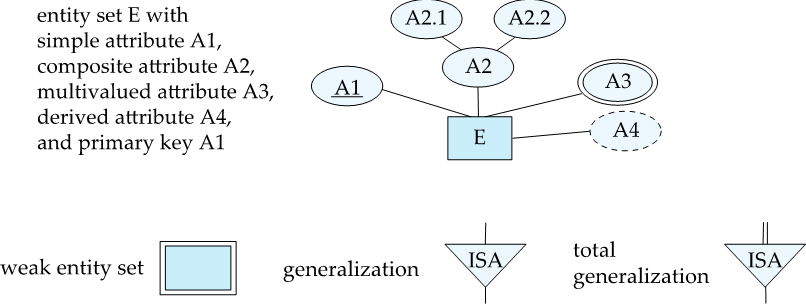 entity set E with
simple attribute A1,
composite attribute A2,
multivalued attribute A3,
derived attribute A4,
and primary key A1
A2.1
A2.2
A2
A1
A3
A4
E
weak entity set
generalization
ISA
total
generalization
ISA